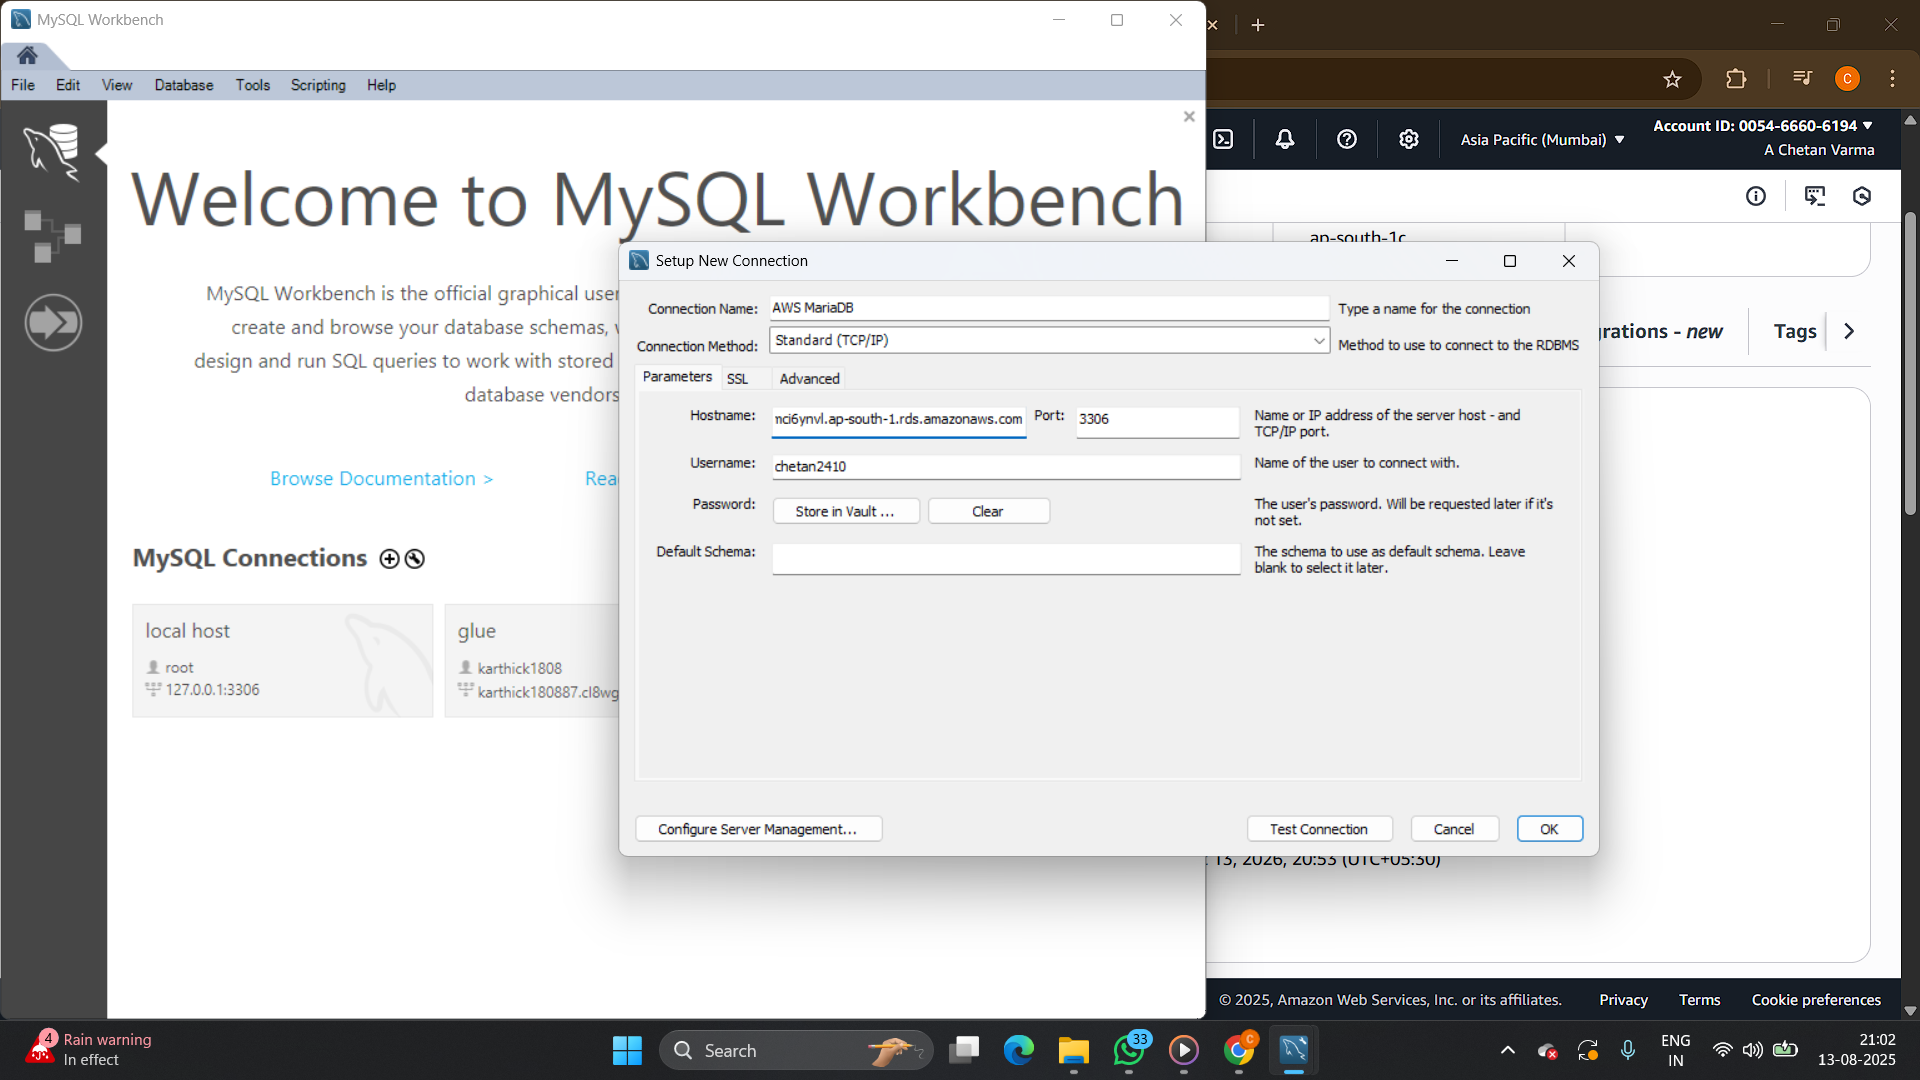 MySQL Workbench
File Edit View Database Tools Scripting Help
Welcome to MySQL Workbench
MySQL Workbench is the official graphical user
create and browse your database schemas,
design and run SQL queries to work with stored
database vendors
Browse Documentation >
MySQL Connections
local host
root
127.0.0.1:3306
glue
karthick1808
karthick180887.cl8wg
Setup New Connection
Connection Name: AWS MariaDB Type a name for the connection
Connection Method: Standard (TCP/IP) Method to use to connect to the RDBMS
Parameters SSL Advanced
Hostname: nci6ynvl.ap-south-1.rds.amazonaws.com Port: 3306 Name or IP address of the server host - and
TCP/IP port.
Username: chetan2410 Name of the user to connect with.
Password: Store in Vault ... Clear The user's password. Will be requested later if it's
not set.
Default Schema: The schema to use as default schema. Leave
blank to select it later.
Configure Server Management... Test Connection Cancel OK
C
Asia Pacific (Mumbai)
Account ID: 0054-6660-6194
A Chetan Varma
ap-south-1c
grations - new Tags
13, 2026, 20:53 (UTC+05:30)
© 2025, Amazon Web Services, Inc. or its affiliates. Privacy Terms Cookie preferences
4
Rain warning
In effect
Search
33
C
ENG
IN
21:02
13-08-2025